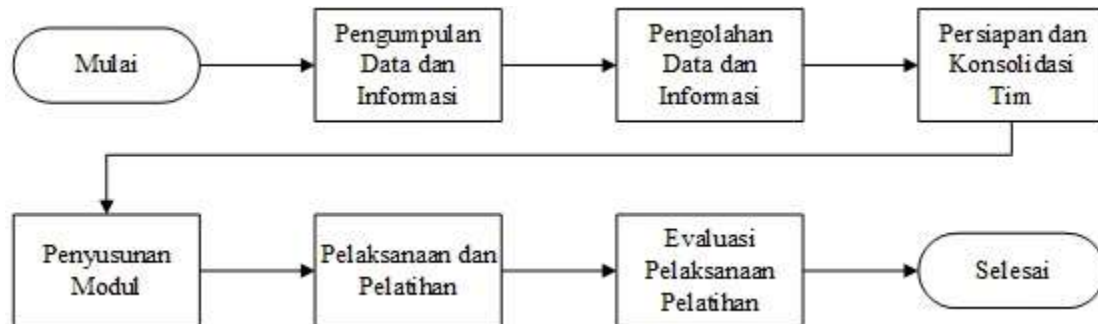 Mulai
Pengumpulan
Data dan
Informasi
Pengolahan
Data dan
Informasi
Persiapan dan
Konsolidasi
Tim
Penyusunan
Modul
Pelaksanaan dan
Pelatihan
Evaluasi
Pelaksanaan
Pelatihan
Selesai